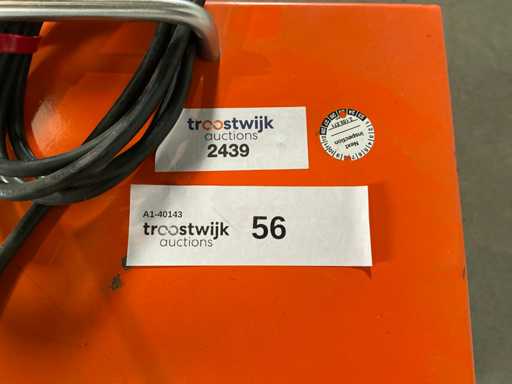 troostwijk
auctions
2439
Next
inspection
A1-40143
troostwijk
auctions
56